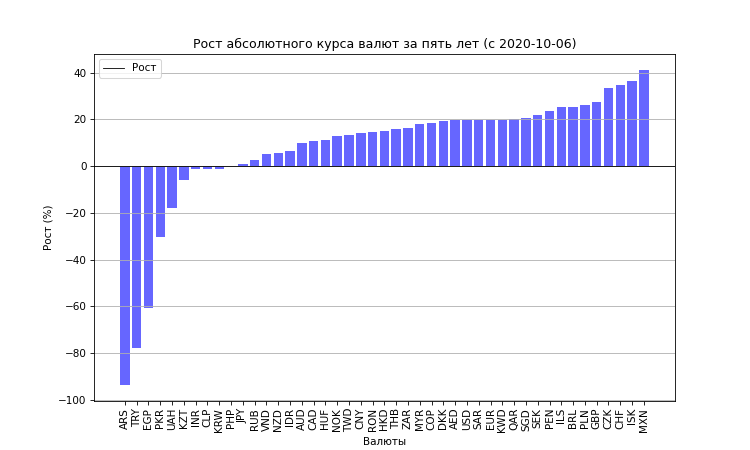 Рост абсолютного курса валют за пять лет (с 2020-10-06)
Рост
40
20
0
−20
−40
−60
−80
−100
Рост (%)
ARS TRY EGP PKR UAH KZT INR CLP KRW PHP JPY RUB VND NZD IDR AUD CAD HUF NOK TWD CNY RON HKD THB ZAR MYR COP DKK AED USD SAR EUR KWD QAR SGD SEK PEN ILS BRL PLN GBP CZK CHF ISK MXN
Валюты